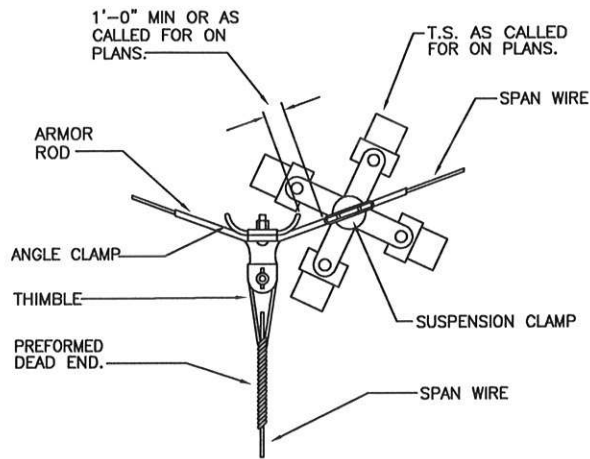 1'-0" MIN OR AS
CALLED FOR ON
PLANS.
T.S. AS CALLED
FOR ON PLANS.
SPAN WIRE
ARMOR
ROD
ANGLE CLAMP
THIMBLE
SUSPENSION CLAMP
PREFORMED
DEAD END.
SPAN WIRE